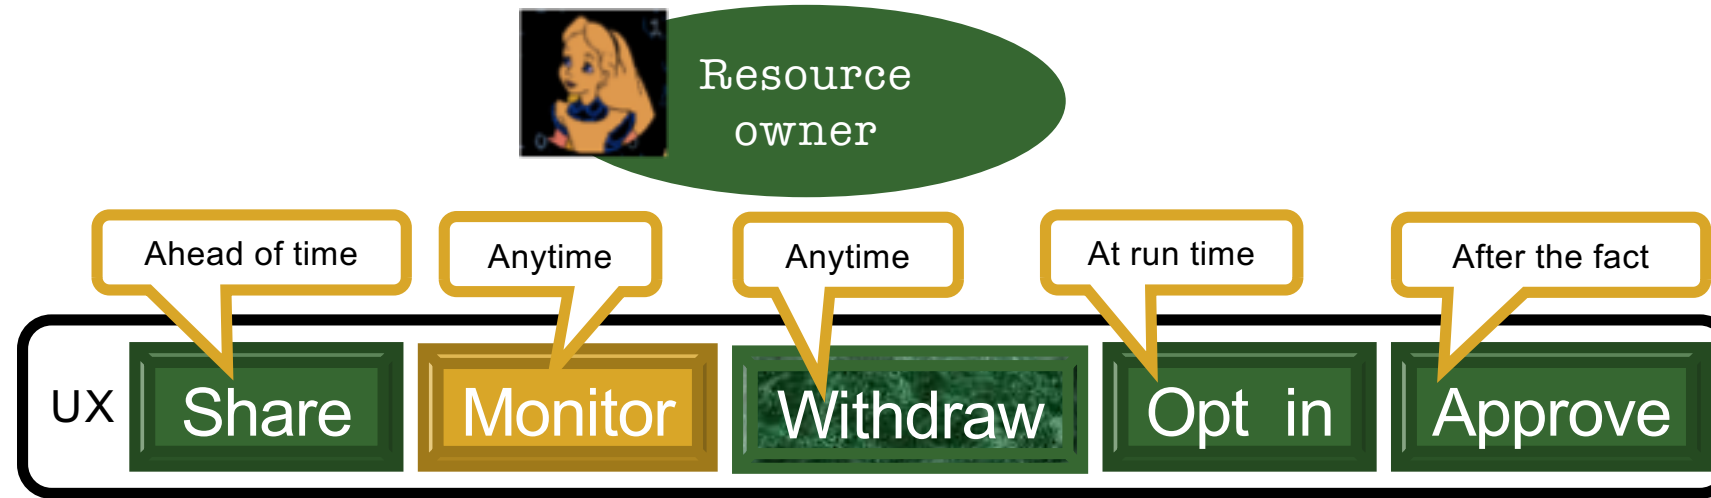 Resource
owner
Ahead of time
Anytime
Anytime
At run time
After the fact
UX
Share
Monitor
Withdraw
Opt in
Approve